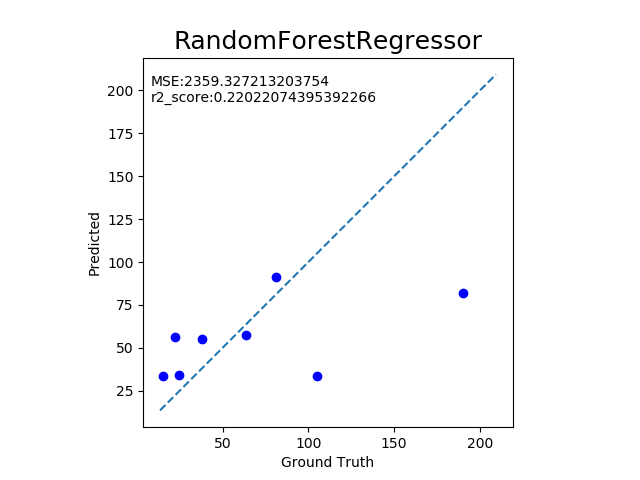 RandomForestRegressor
MSE:2359.327213203754
r2_score:0.22022074395392266
200
175
150
125
100
75
50
25
Predicted
50
100
150
200
Ground Truth